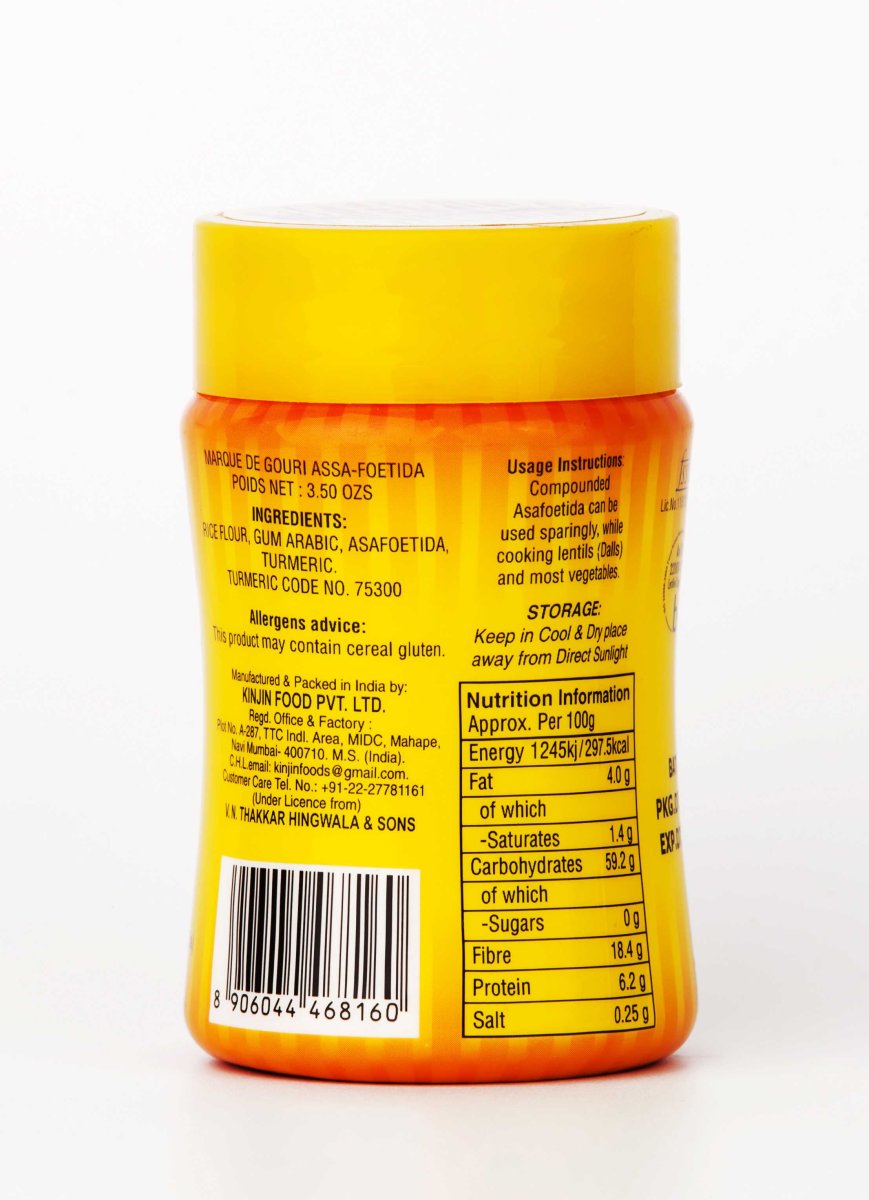 MARQUE DE GOURI ASSA-FOETIDA
POIDS NET : 3.50 OZS
INGREDIENTS:
RICE FLOUR, GUM ARABIC, ASAFOETIDA,
TURMERIC.
TURMERIC CODE NO. 75300
Allergens advice:
This product may contain cereal gluten.
Manufactured & Packed in India by:
KINJIN FOOD PVT. LTD.
Regd. Office & Factory :
Plot No. A-287, TTC Indl. Area, MIDC, Mahape,
Navi Mumbai- 400710. M.S. (India).
C.H.L.email: kinjinfoods@gmail.com.
Customer Care Tel. No.: +91-22-27781161
(Under Licence from)
V. N. THAKKAR HINGWALA & SONS
8 906044 468160
Usage Instructions:
Compounded
Asafoetida can be
used sparingly, while
cooking lentils (Dalls)
and most vegetables.
STORAGE:
Keep in Cool & Dry place
away from Direct Sunlight
Nutrition Information
Approx. Per 100g
Energy 1245kj/297.5kcal
Fat 4.0 g
of which
-Saturates 1.4 g
Carbohydrates 59.2 g
of which
-Sugars 0 g
Fibre 18.4 g
Protein 6.2 g
Salt 0.25 g
Lic.No.
PKG.
EXP.